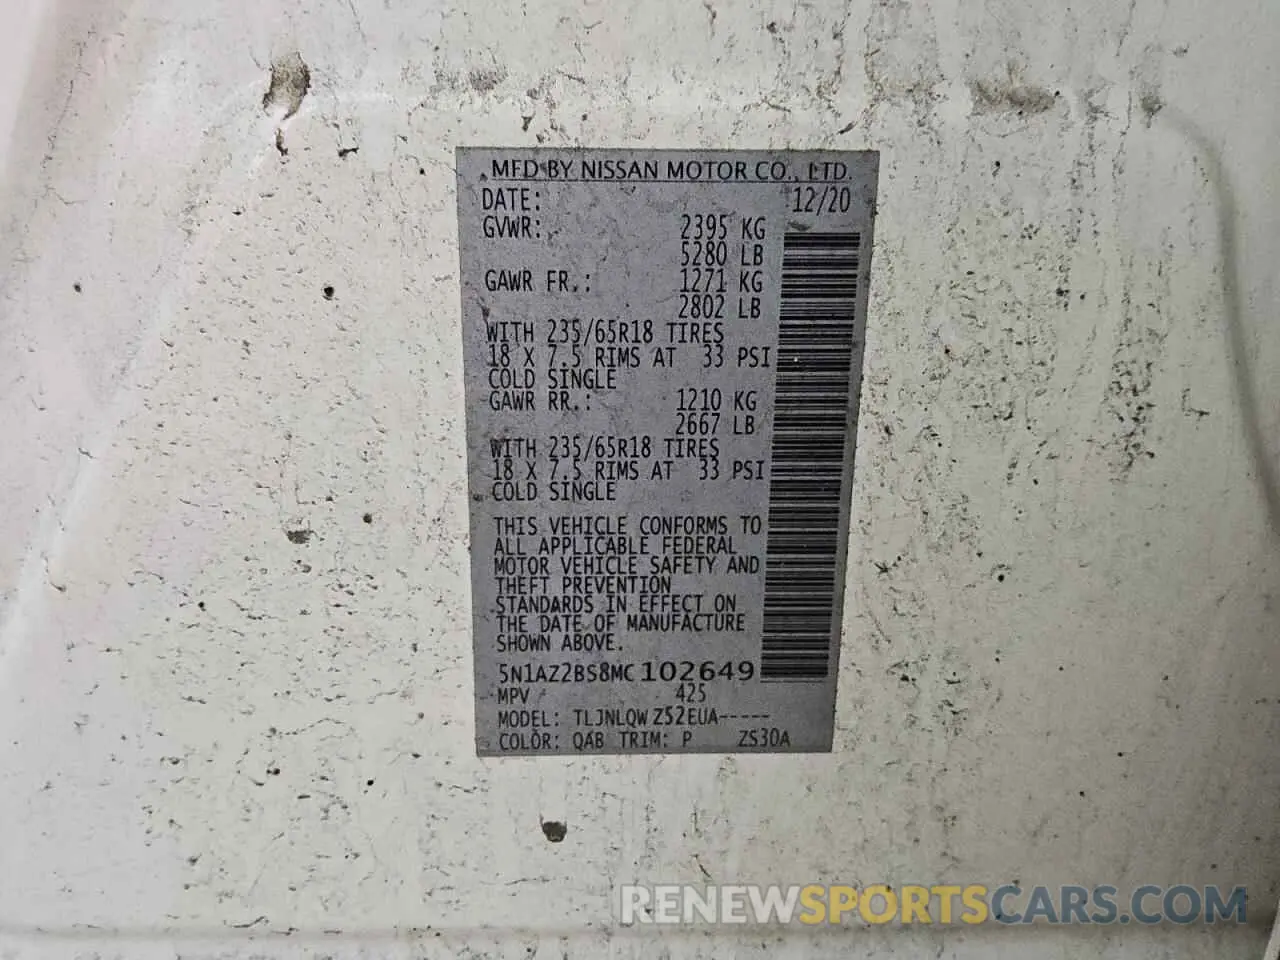 MFD BY NISSAN MOTOR CO., LTD.
DATE: 12/20
GVWR: 2395 KG
5280 LB
GAWR FR.: 1271 KG
2802 LB
WITH 235/65R18 TIRES
18 X 7.5 RIMS AT 33 PSI
COLD SINGLE
GAWR RR.: 1210 KG
2667 LB
WITH 235/65R18 TIRES
18 X 7.5 RIMS AT 33 PSI
COLD SINGLE
THIS VEHICLE CONFORMS TO
ALL APPLICABLE FEDERAL
MOTOR VEHICLE SAFETY AND
THEFT PREVENTION
STANDARDS IN EFFECT ON
THE DATE OF MANUFACTURE
SHOWN ABOVE.
5N1AZ2BS8MC102649
MPV 425
MODEL: TLJNLQWZ52EUA-----
COLOR: QAB TRIM: P ZS30A
RENEWSPORTSCARS.COM